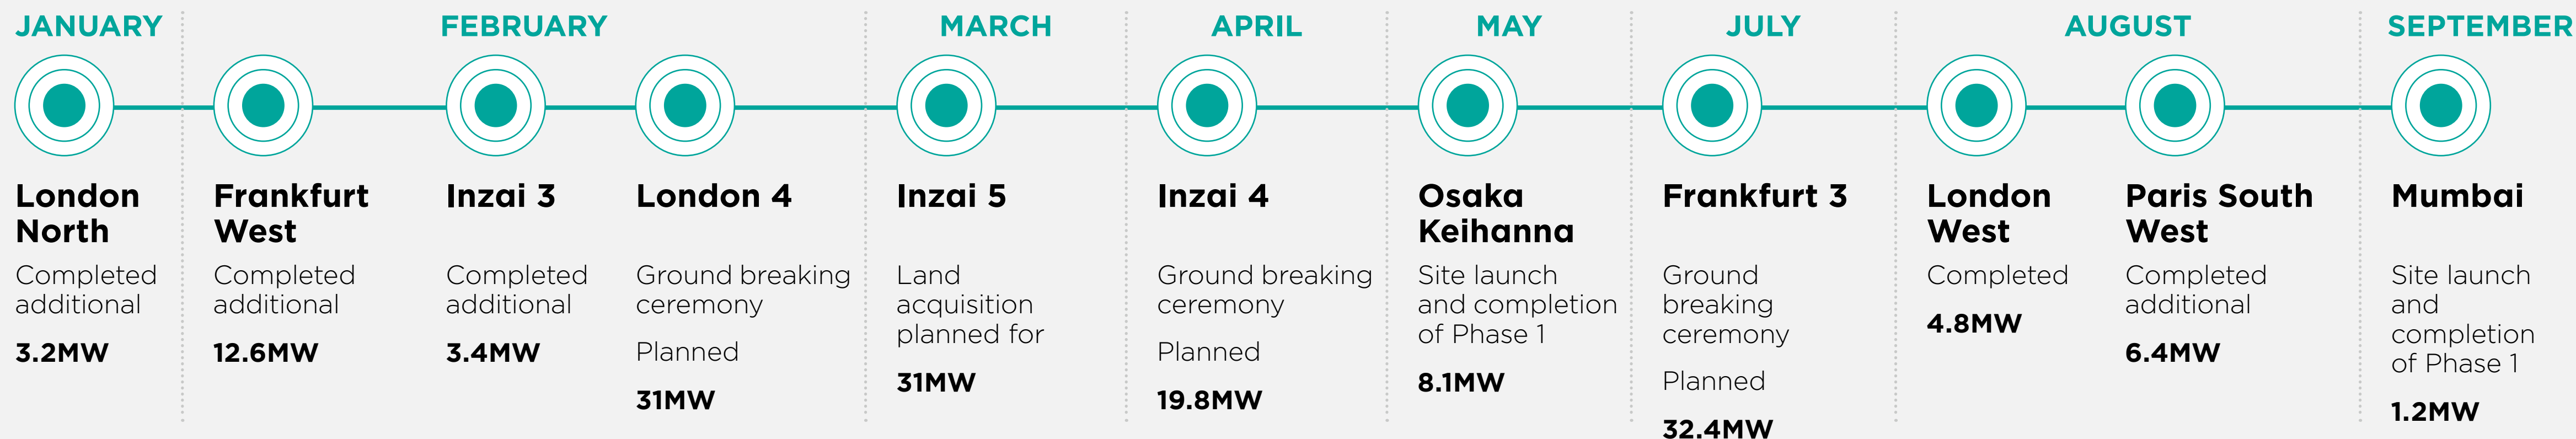 JANUARY
London
North
Completed
additional
3.2MW
FEBRUARY
Frankfurt
West
Completed
additional
12.6MW
Inzai 3
Completed
additional
3.4MW
London 4
Ground breaking
ceremony
Planned
31MW
MARCH
Inzai 5
Land
acquisition
planned for
31MW
APRIL
Inzai 4
Ground breaking
ceremony
Planned
19.8MW
MAY
Osaka
Keihanna
Site launch
and completion
of Phase 1
8.1MW
JULY
Frankfurt 3
Ground
breaking
ceremony
Planned
32.4MW
AUGUST
London
West
Completed
4.8MW
Paris South
West
Completed
additional
6.4MW
SEPTEMBER
Mumbai
Site launch
and
completion
of Phase 1
1.2MW